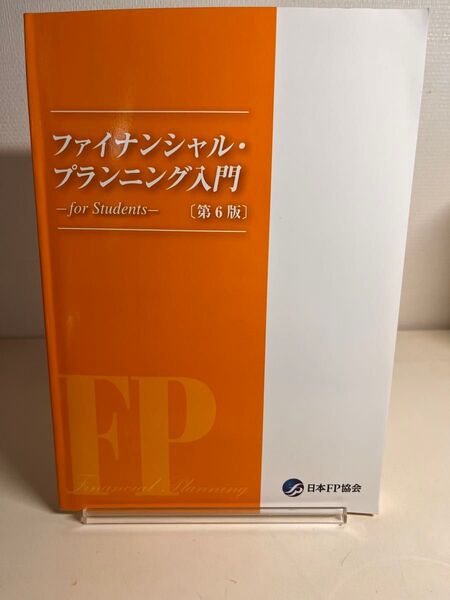 ファイナンシャル・
プランニング入門
—for Students—
〔第6版〕
FP
Financial Planning
日本FP協会